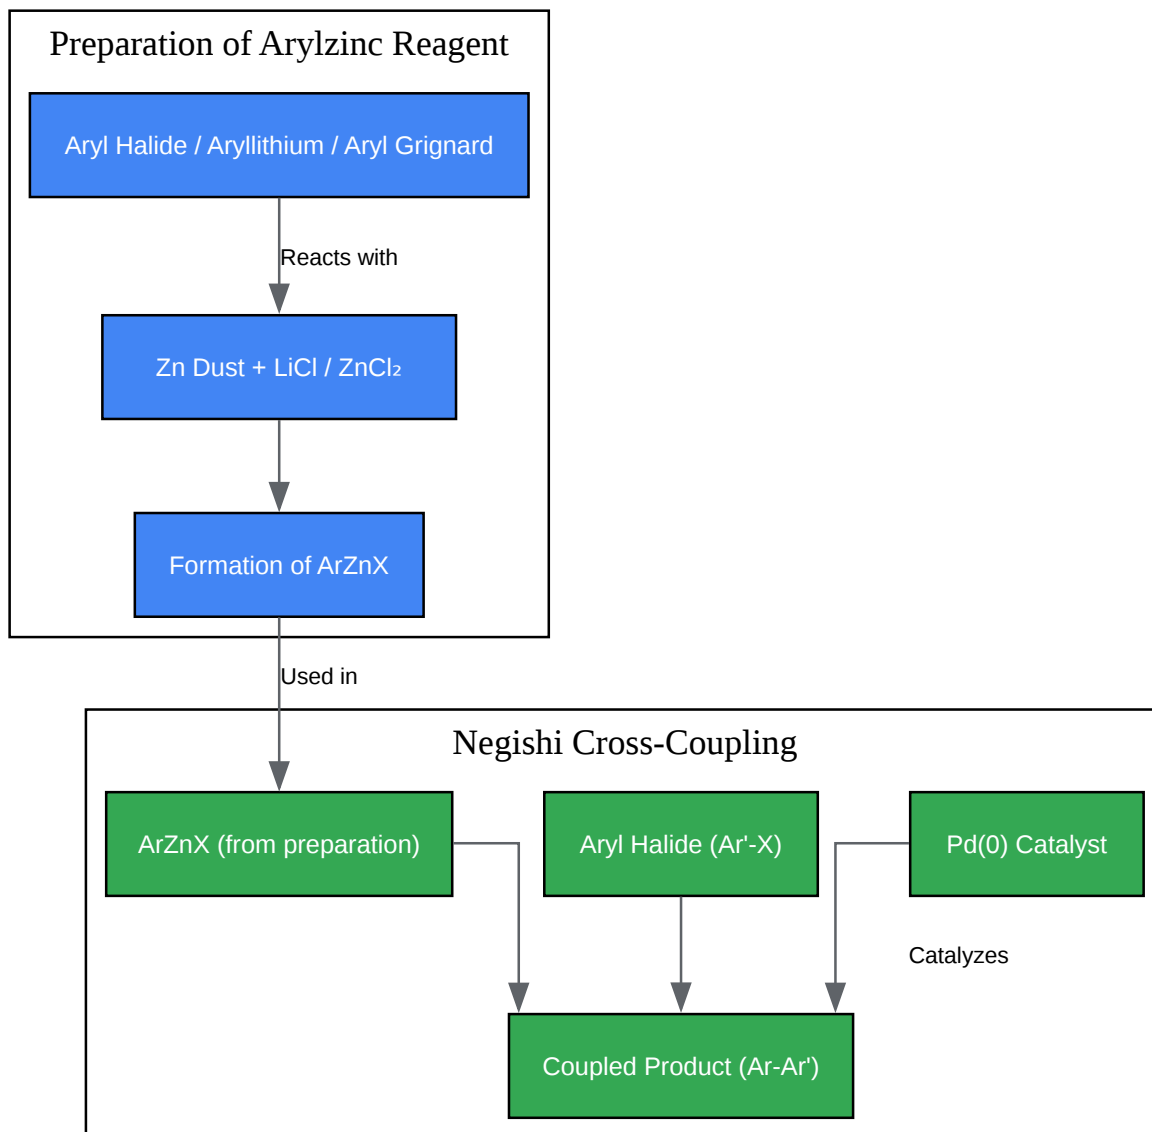 Preparation of Arylzinc Reagent
Aryl Halide / Aryllithium / Aryl Grignard
Reacts with
Zn Dust + LiCl / ZnCl₂
Formation of ArZnX
Used in
Negishi Cross-Coupling
ArZnX (from preparation)
Aryl Halide (Ar'-X)
Pd(0) Catalyst
Catalyzes
Coupled Product (Ar-Ar')